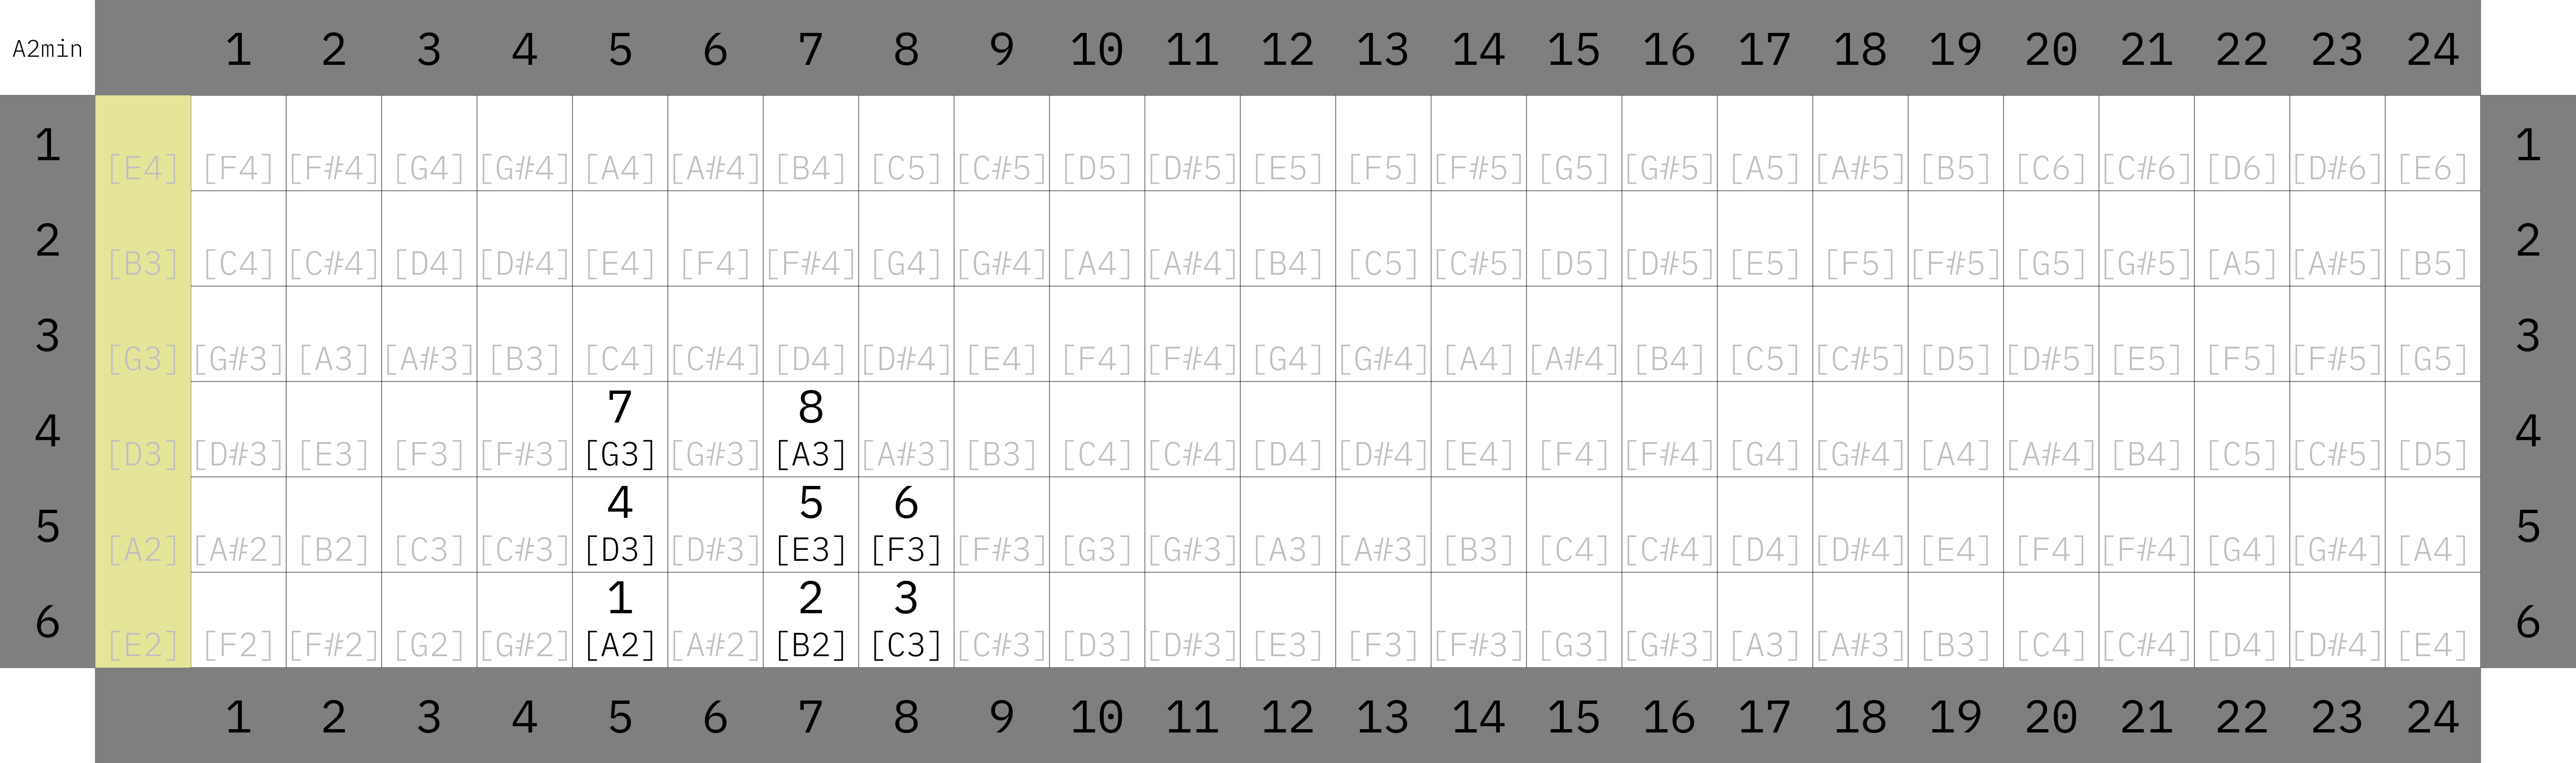 A2min 1 2 3 4 5 6 7 8 9 10 11 12 13 14 15 16 17 18 19 20 21 22 23 24
1 [E4] [F4] [F#4] [G4] [G#4] [A4] [A#4] [B4] [C5] [C#5] [D5] [D#5] [E5] [F5] [F#5] [G5] [G#5] [A5] [A#5] [B5] [C6] [C#6] [D6] [D#6] [E6] 1
2 [B3] [C4] [C#4] [D4] [D#4] [E4] [F4] [F#4] [G4] [G#4] [A4] [A#4] [B4] [C5] [C#5] [D5] [D#5] [E5] [F5] [F#5] [G5] [G#5] [A5] [A#5] [B5] 2
3 [G3] [G#3] [A3] [A#3] [B3] [C4] [C#4] [D4] [D#4] [E4] [F4] [F#4] [G4] [G#4] [A4] [A#4] [B4] [C5] [C#5] [D5] [D#5] [E5] [F5] [F#5] [G5] 3
7 8
4 [D3] [D#3] [E3] [F3] [F#3] [G3] [G#3] [A3] [A#3] [B3] [C4] [C#4] [D4] [D#4] [E4] [F4] [F#4] [G4] [G#4] [A4] [A#4] [B4] [C5] [C#5] [D5] 4
4 5 6
5 [A2] [A#2] [B2] [C3] [C#3] [D3] [D#3] [E3] [F3] [F#3] [G3] [G#3] [A3] [A#3] [B3] [C4] [C#4] [D4] [D#4] [E4] [F4] [F#4] [G4] [G#4] [A4] 5
1 2 3
6 [E2] [F2] [F#2] [G2] [G#2] [A2] [A#2] [B2] [C3] [C#3] [D3] [D#3] [E3] [F3] [F#3] [G3] [G#3] [A3] [A#3] [B3] [C4] [C#4] [D4] [D#4] [E4] 6
1 2 3 4 5 6 7 8 9 10 11 12 13 14 15 16 17 18 19 20 21 22 23 24